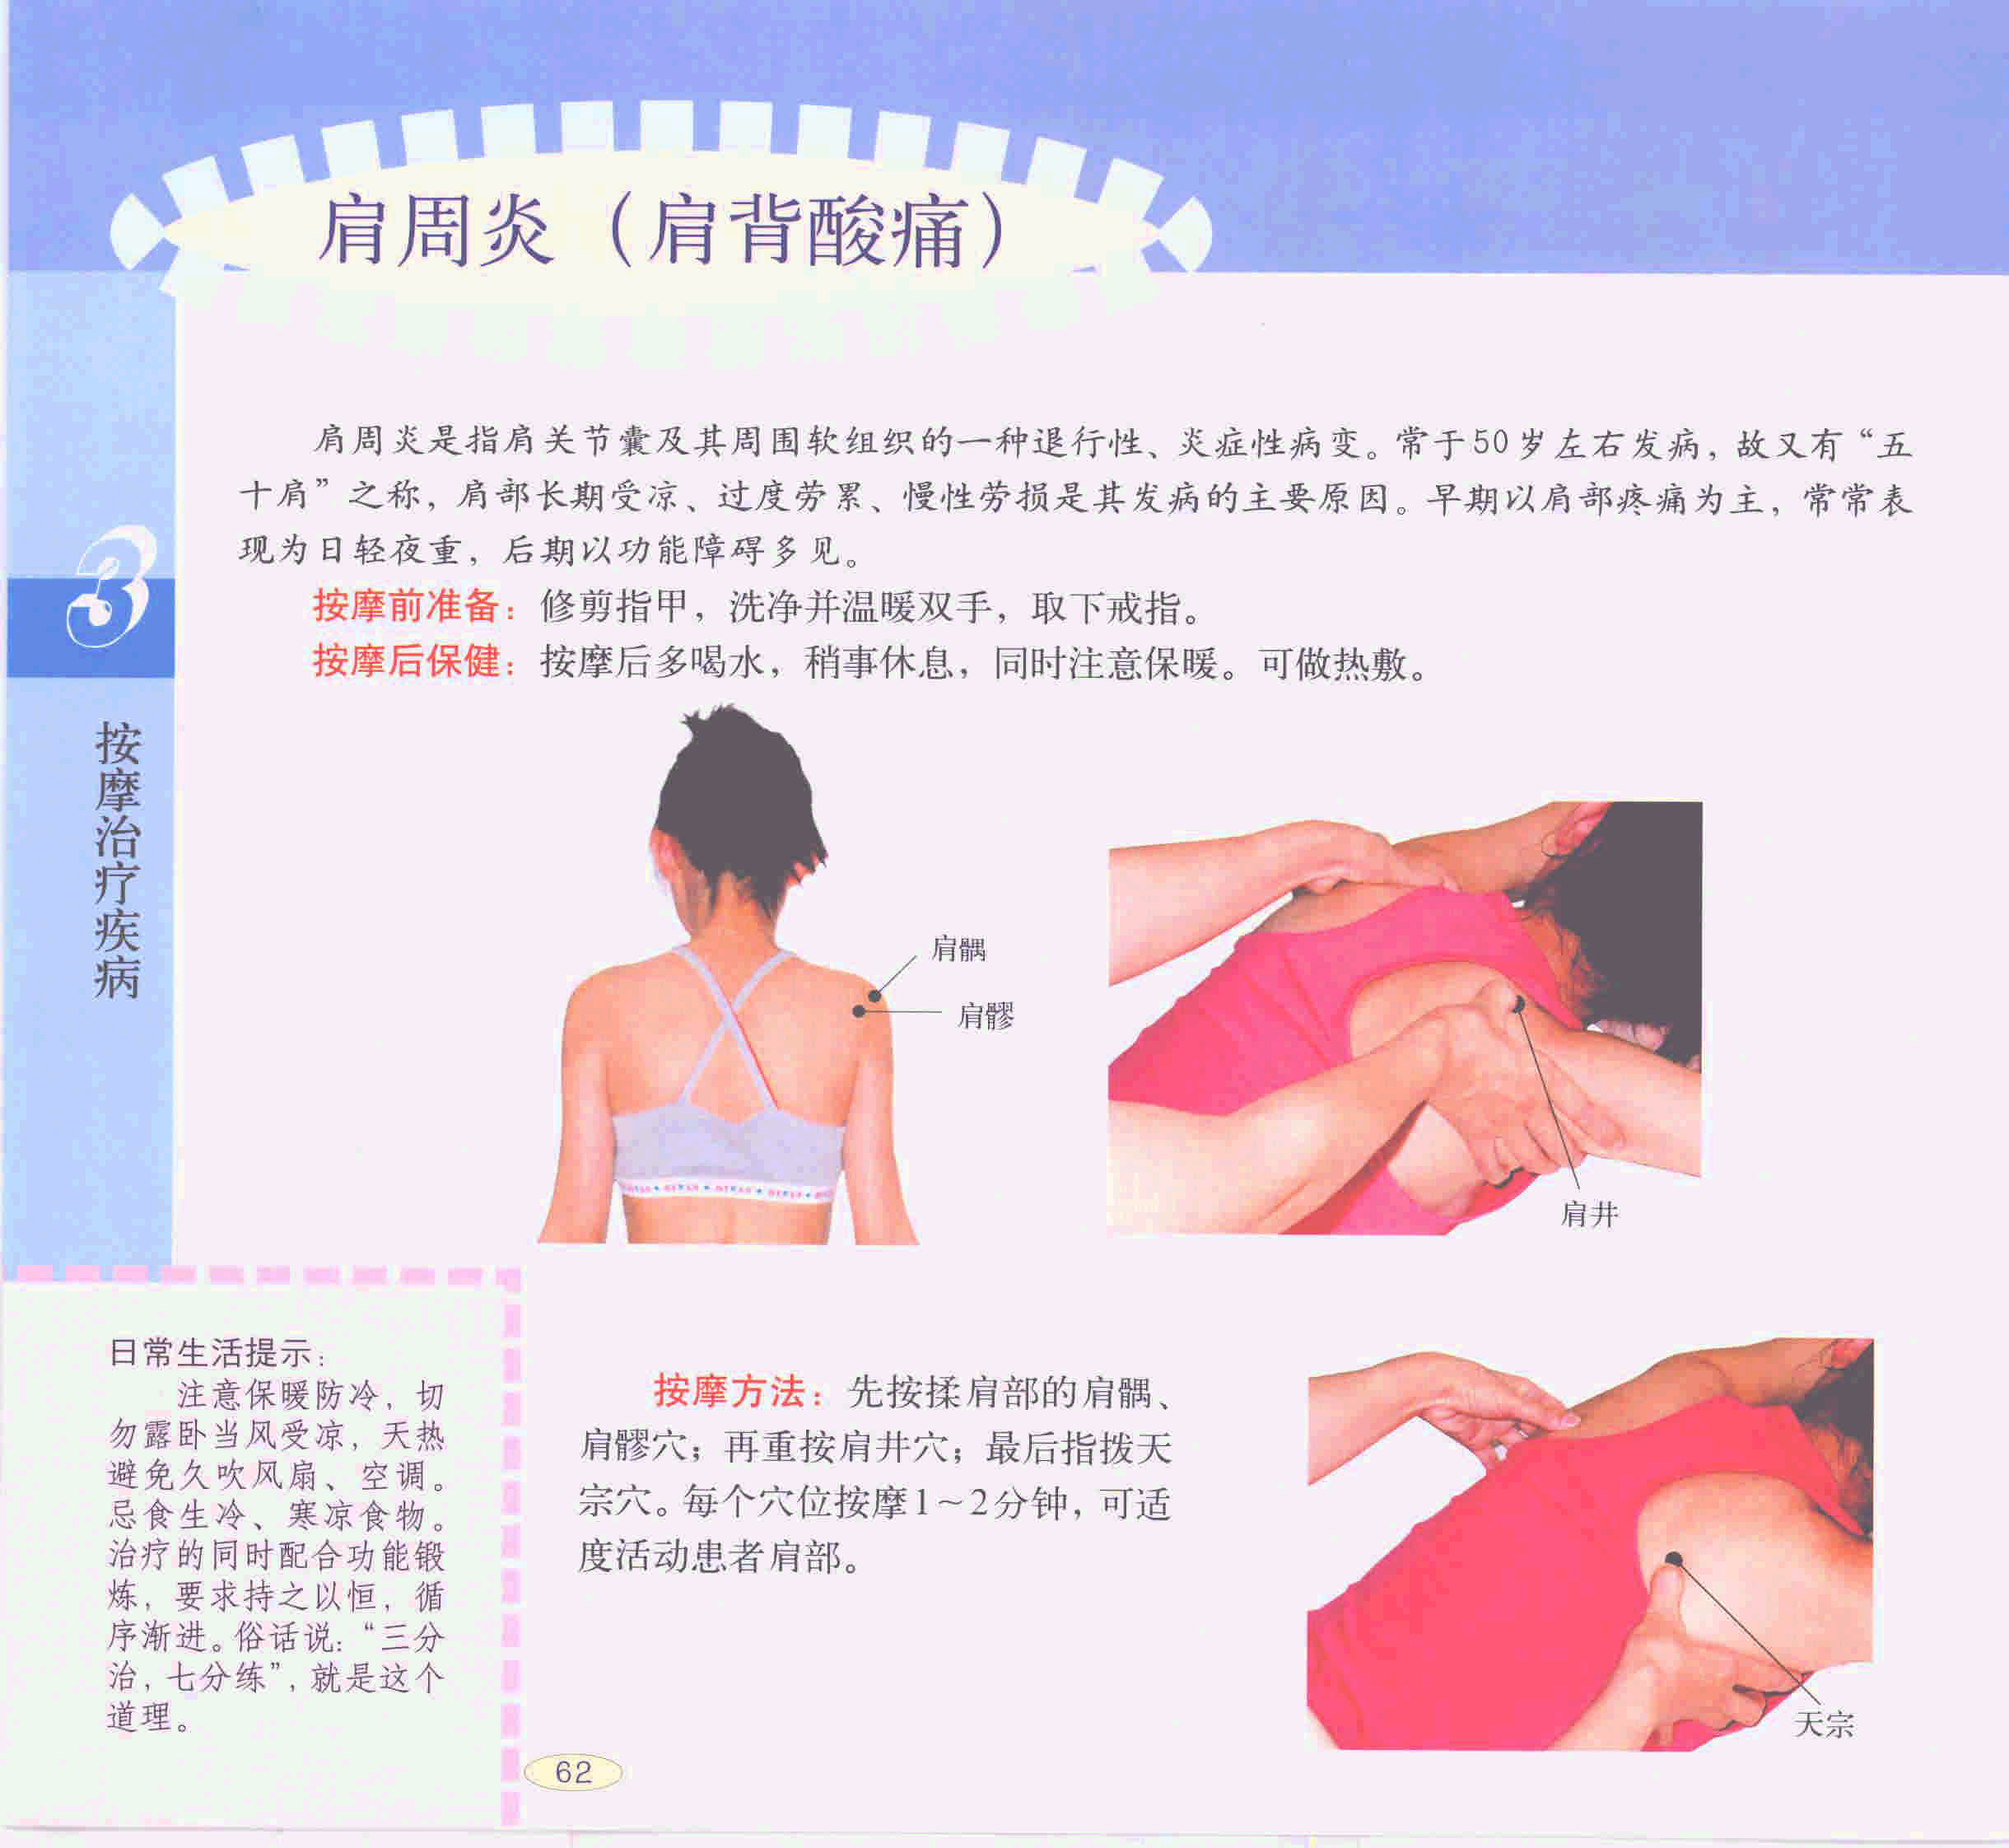 肩周炎（肩背酸痛）
肩周炎是指肩关节囊及其周围软组织的一种退行性、炎症性病变。常于50岁左右发病，故又有“五
十肩”之称，肩部长期受凉、过度劳累、慢性劳损是其发病的主要原因。早期以肩部疼痛为主，常常表
现为日轻夜重，后期以功能障碍多见。
按摩前准备：修剪指甲，洗净并温暖双手，取下戒指。
按摩后保健：按摩后多喝水，稍事休息，同时注意保暖。可做热敷。
3
按摩治疗疾病
肩髃
肩髎
肩井
日常生活提示：
注意保暖防冷，切
勿露卧当风受凉，天热
避免久吹风扇、空调。
忌食生冷、寒凉食物。
治疗的同时配合功能锻
炼，要求持之以恒，循
序渐进。俗话说：“三分
治，七分练”，就是这个
道理。
按摩方法：先按揉肩部的肩髃、
肩髎穴；再重按肩井穴；最后指拨天
宗穴。每个穴位按摩1～2分钟，可适
度活动患者肩部。
天宗
62